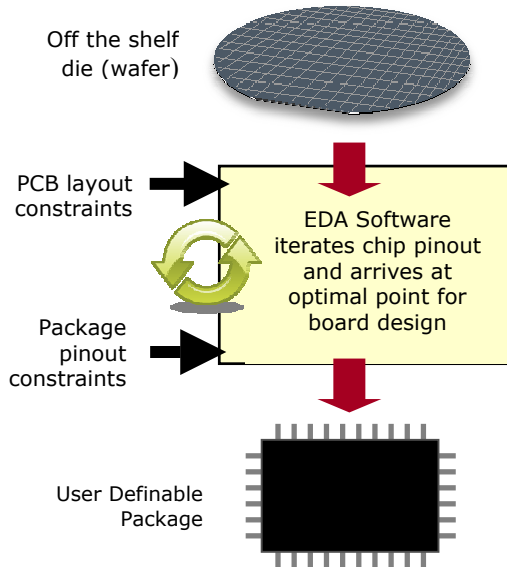 Off the shelf
die (wafer)
PCB layout
constraints
EDA Software
iterates chip pinout
and arrives at
optimal point for
board design
Package
pinout
constraints
User Definable
Package